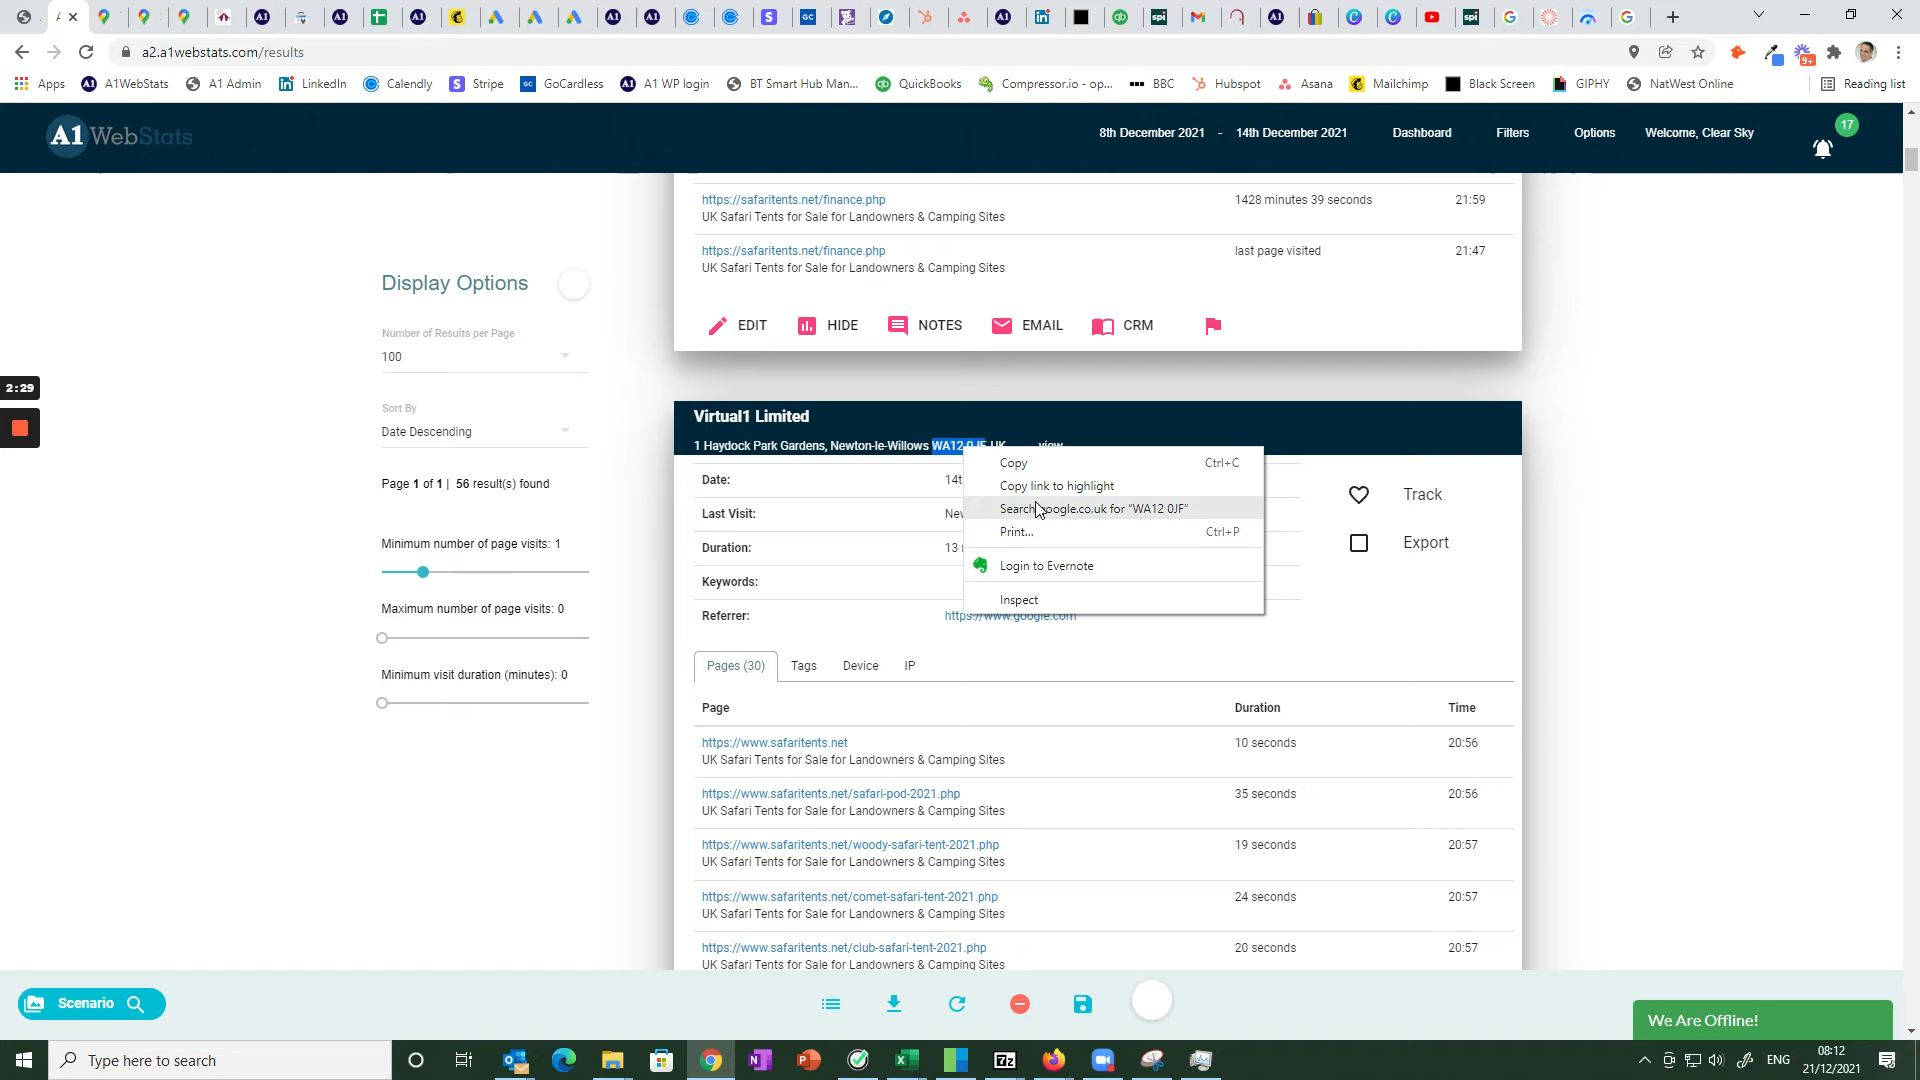 a2.a1webstats.com/results
Apps A1WebStats A1 Admin LinkedIn Calendly Stripe GoCardless A1 WP login BT Smart Hub Man... QuickBooks Compressor.io - op... BBC Hubspot Asana Mailchimp Black Screen GIPHY NatWest Online Reading list
A1WebStats 8th December 2021 - 14th December 2021 Dashboard Filters Options Welcome, Clear Sky 17
https://safaritents.net/finance.php 1428 minutes 39 seconds 21:59
UK Safari Tents for Sale for Landowners & Camping Sites
https://safaritents.net/finance.php last page visited 21:47
UK Safari Tents for Sale for Landowners & Camping Sites
EDIT HIDE NOTES EMAIL CRM
Display Options
Number of Results per Page
100
Sort By
Date Descending
Page 1 of 1 | 56 result(s) found
Minimum number of page visits: 1
Maximum number of page visits: 0
Minimum visit duration (minutes): 0
2:29
Virtual1 Limited
1 Haydock Park Gardens, Newton-le-Willows WA12 0JF UK view
Date: 14t
Last Visit: Nev
Duration: 13
Keywords:
Referrer: https://www.google.com
Copy Ctrl+C
Copy link to highlight
Search google.co.uk for "WA12 0JF"
Print... Ctrl+P
Login to Evernote
Inspect
Track
Export
Pages (30) Tags Device IP
Page Duration Time
https://www.safaritents.net 10 seconds 20:56
UK Safari Tents for Sale for Landowners & Camping Sites
https://www.safaritents.net/safari-pod-2021.php 35 seconds 20:56
UK Safari Tents for Sale for Landowners & Camping Sites
https://www.safaritents.net/woody-safari-tent-2021.php 19 seconds 20:57
UK Safari Tents for Sale for Landowners & Camping Sites
https://www.safaritents.net/comet-safari-tent-2021.php 24 seconds 20:57
UK Safari Tents for Sale for Landowners & Camping Sites
https://www.safaritents.net/club-safari-tent-2021.php 20 seconds 20:57
UK Safari Tents for Sale for Landowners & Camping Sites
Scenario
We Are Offline!
Type here to search
ENG
08:12
21/12/2021